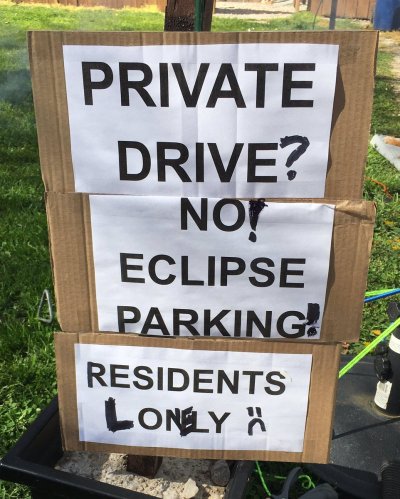 PRIVATE
DRIVE?
NO!
ECLIPSE
PARKING!
RESIDENTS
LONELY :(